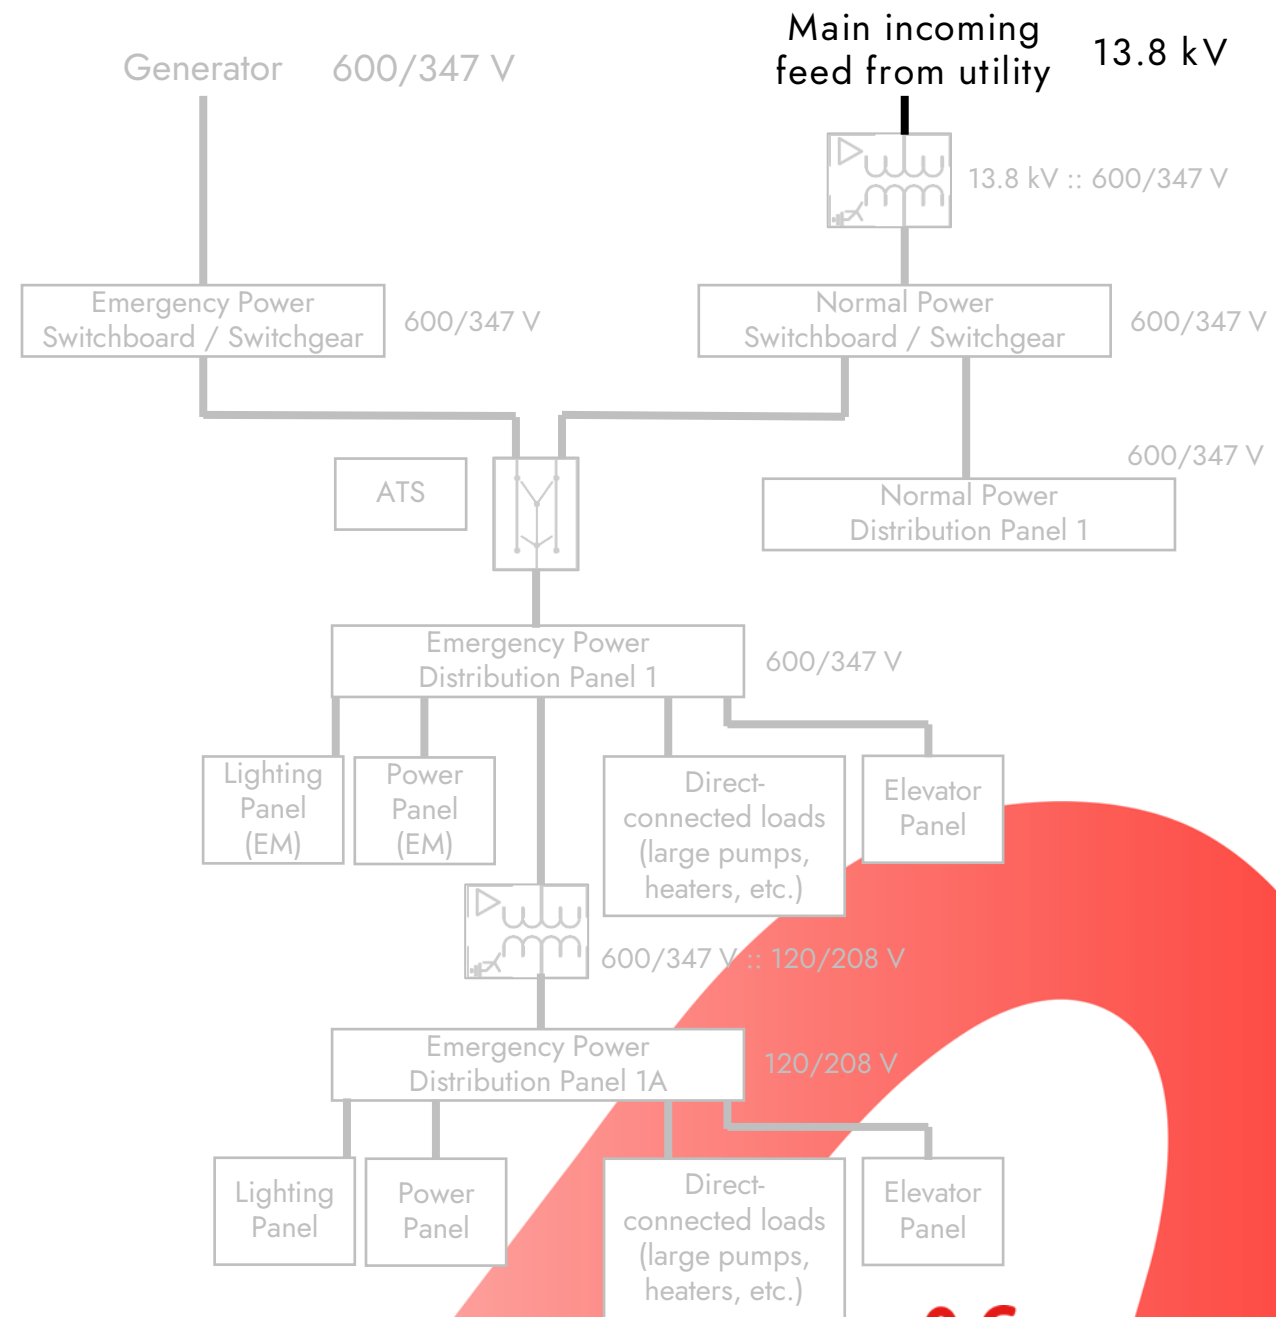 Main incoming
feed from utility
13.8 kV
Generator
600/347 V
13.8 kV :: 600/347 V
Emergency Power
Switchboard / Switchgear
600/347 V
Normal Power
Switchboard / Switchgear
600/347 V
600/347 V
ATS
Normal Power
Distribution Panel 1
Emergency Power
Distribution Panel 1
600/347 V
Lighting
Panel
(EM)
Power
Panel
(EM)
Direct-
connected loads
(large pumps,
heaters, etc.)
Elevator
Panel
600/347 V :: 120/208 V
Emergency Power
Distribution Panel 1A
120/208 V
Lighting
Panel
Power
Panel
Direct-
connected loads
(large pumps,
heaters, etc.)
Elevator
Panel